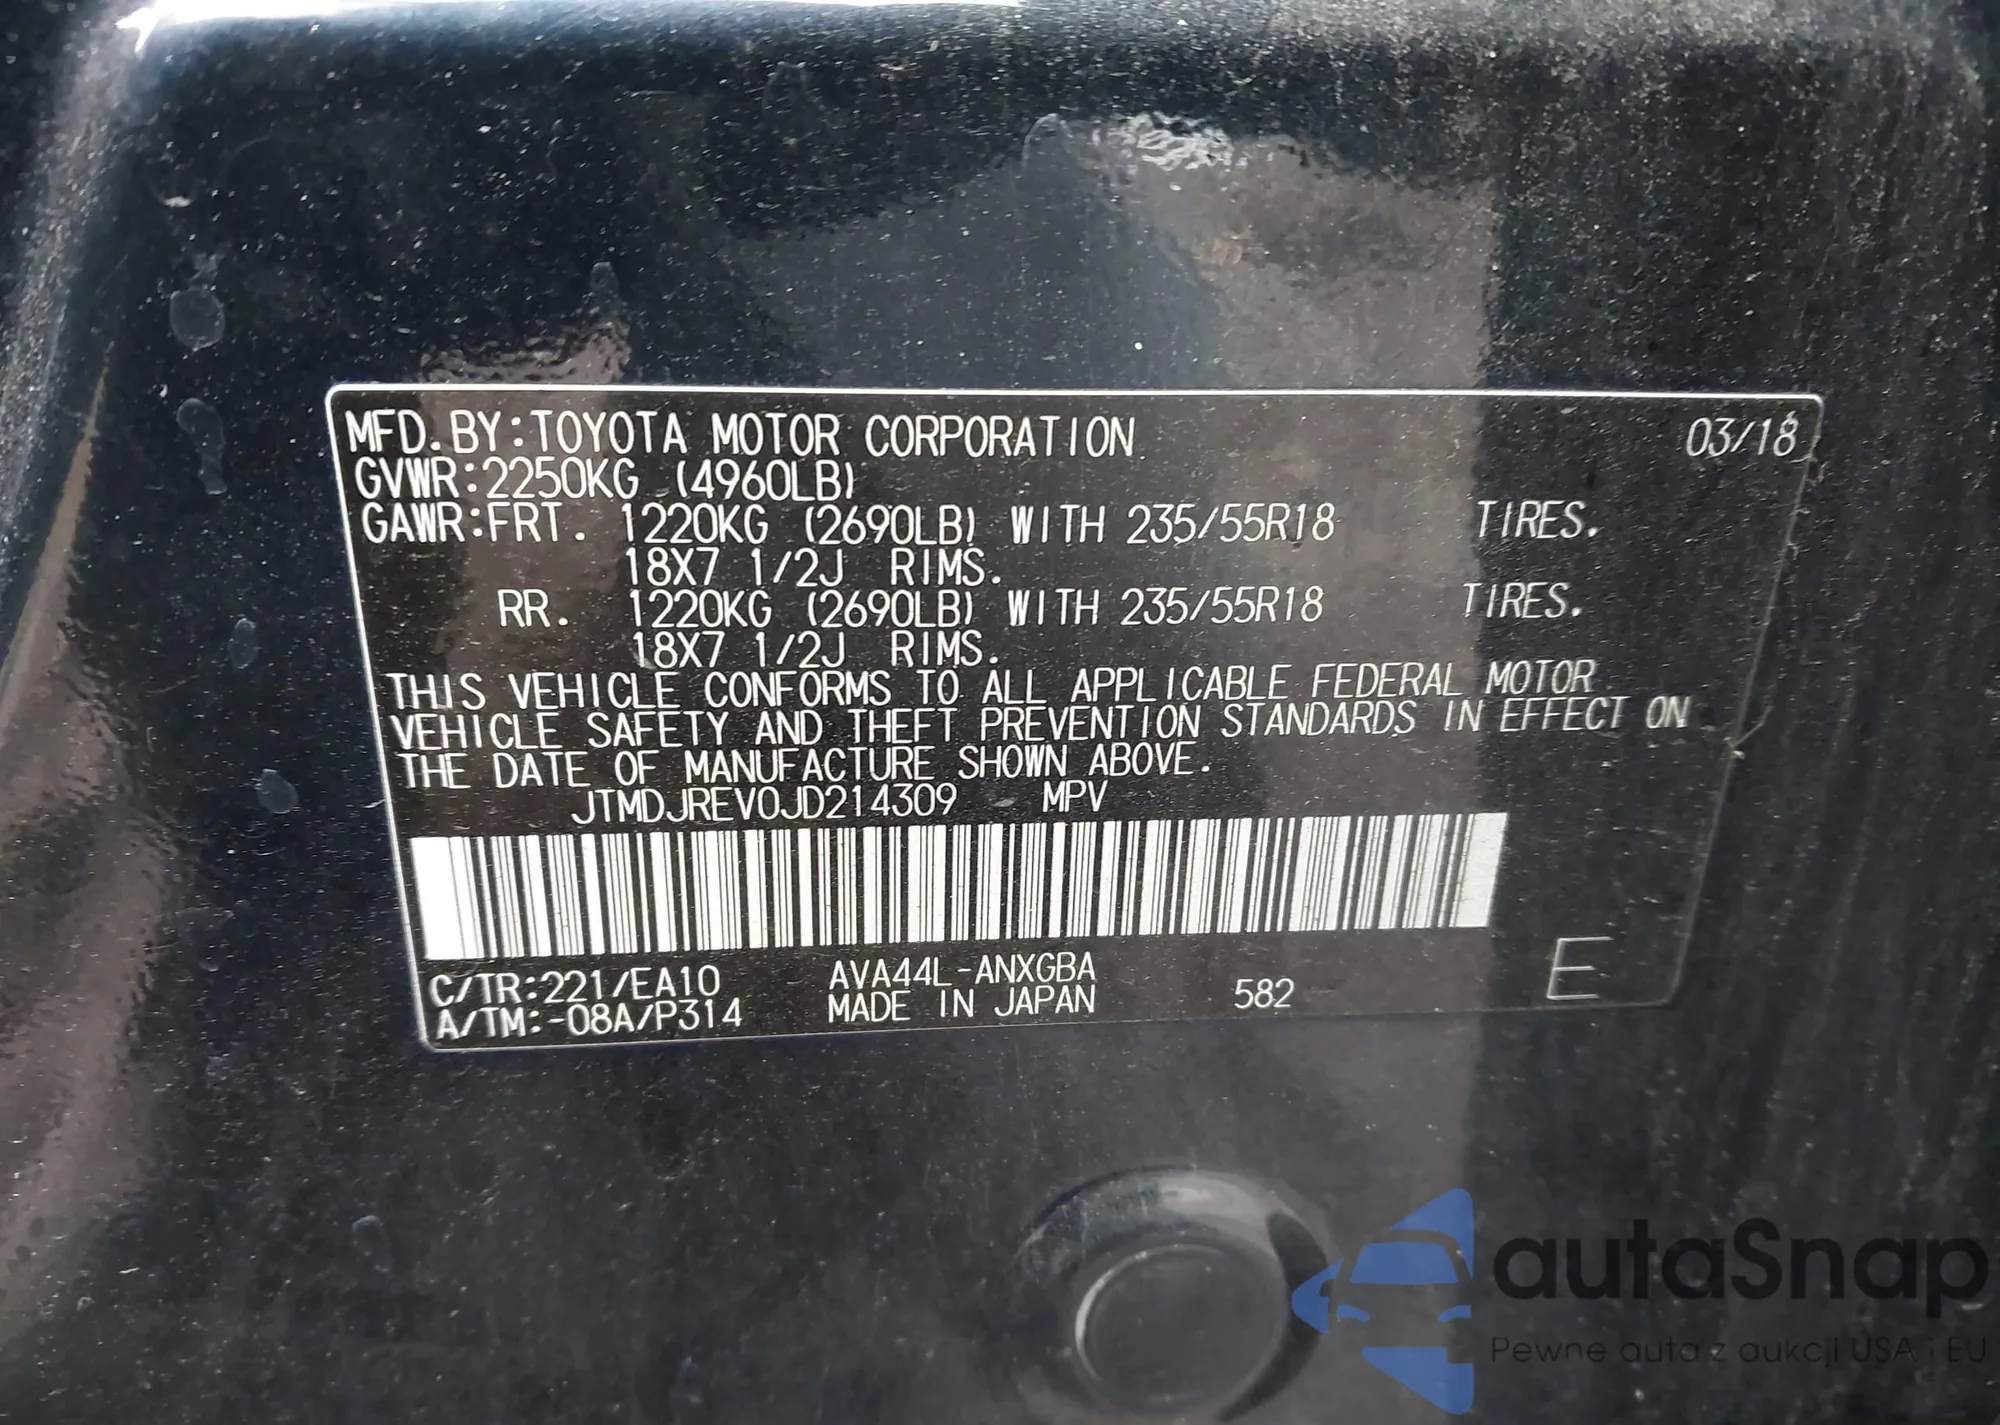 MFD. BY:TOYOTA MOTOR CORPORATION 03/18
GVWR:2250KG (4960LB)
GAWR:FRT. 1220KG (2690LB) WITH 235/55R18 TIRES.
18X7 1/2J RIMS.
RR. 1220KG (2690LB) WITH 235/55R18 TIRES.
18X7 1/2J RIMS.
THIS VEHICLE CONFORMS TO ALL APPLICABLE FEDERAL MOTOR
VEHICLE SAFETY AND THEFT PREVENTION STANDARDS IN EFFECT ON
THE DATE OF MANUFACTURE SHOWN ABOVE.
JTMDJREV0JD214309 MPV
C/TR:221/EA10 AVA44L-ANXGBA
A/TM:-08A/P314 MADE IN JAPAN 582 E
autaSnap
Pewne auta z aukcji USA i EU